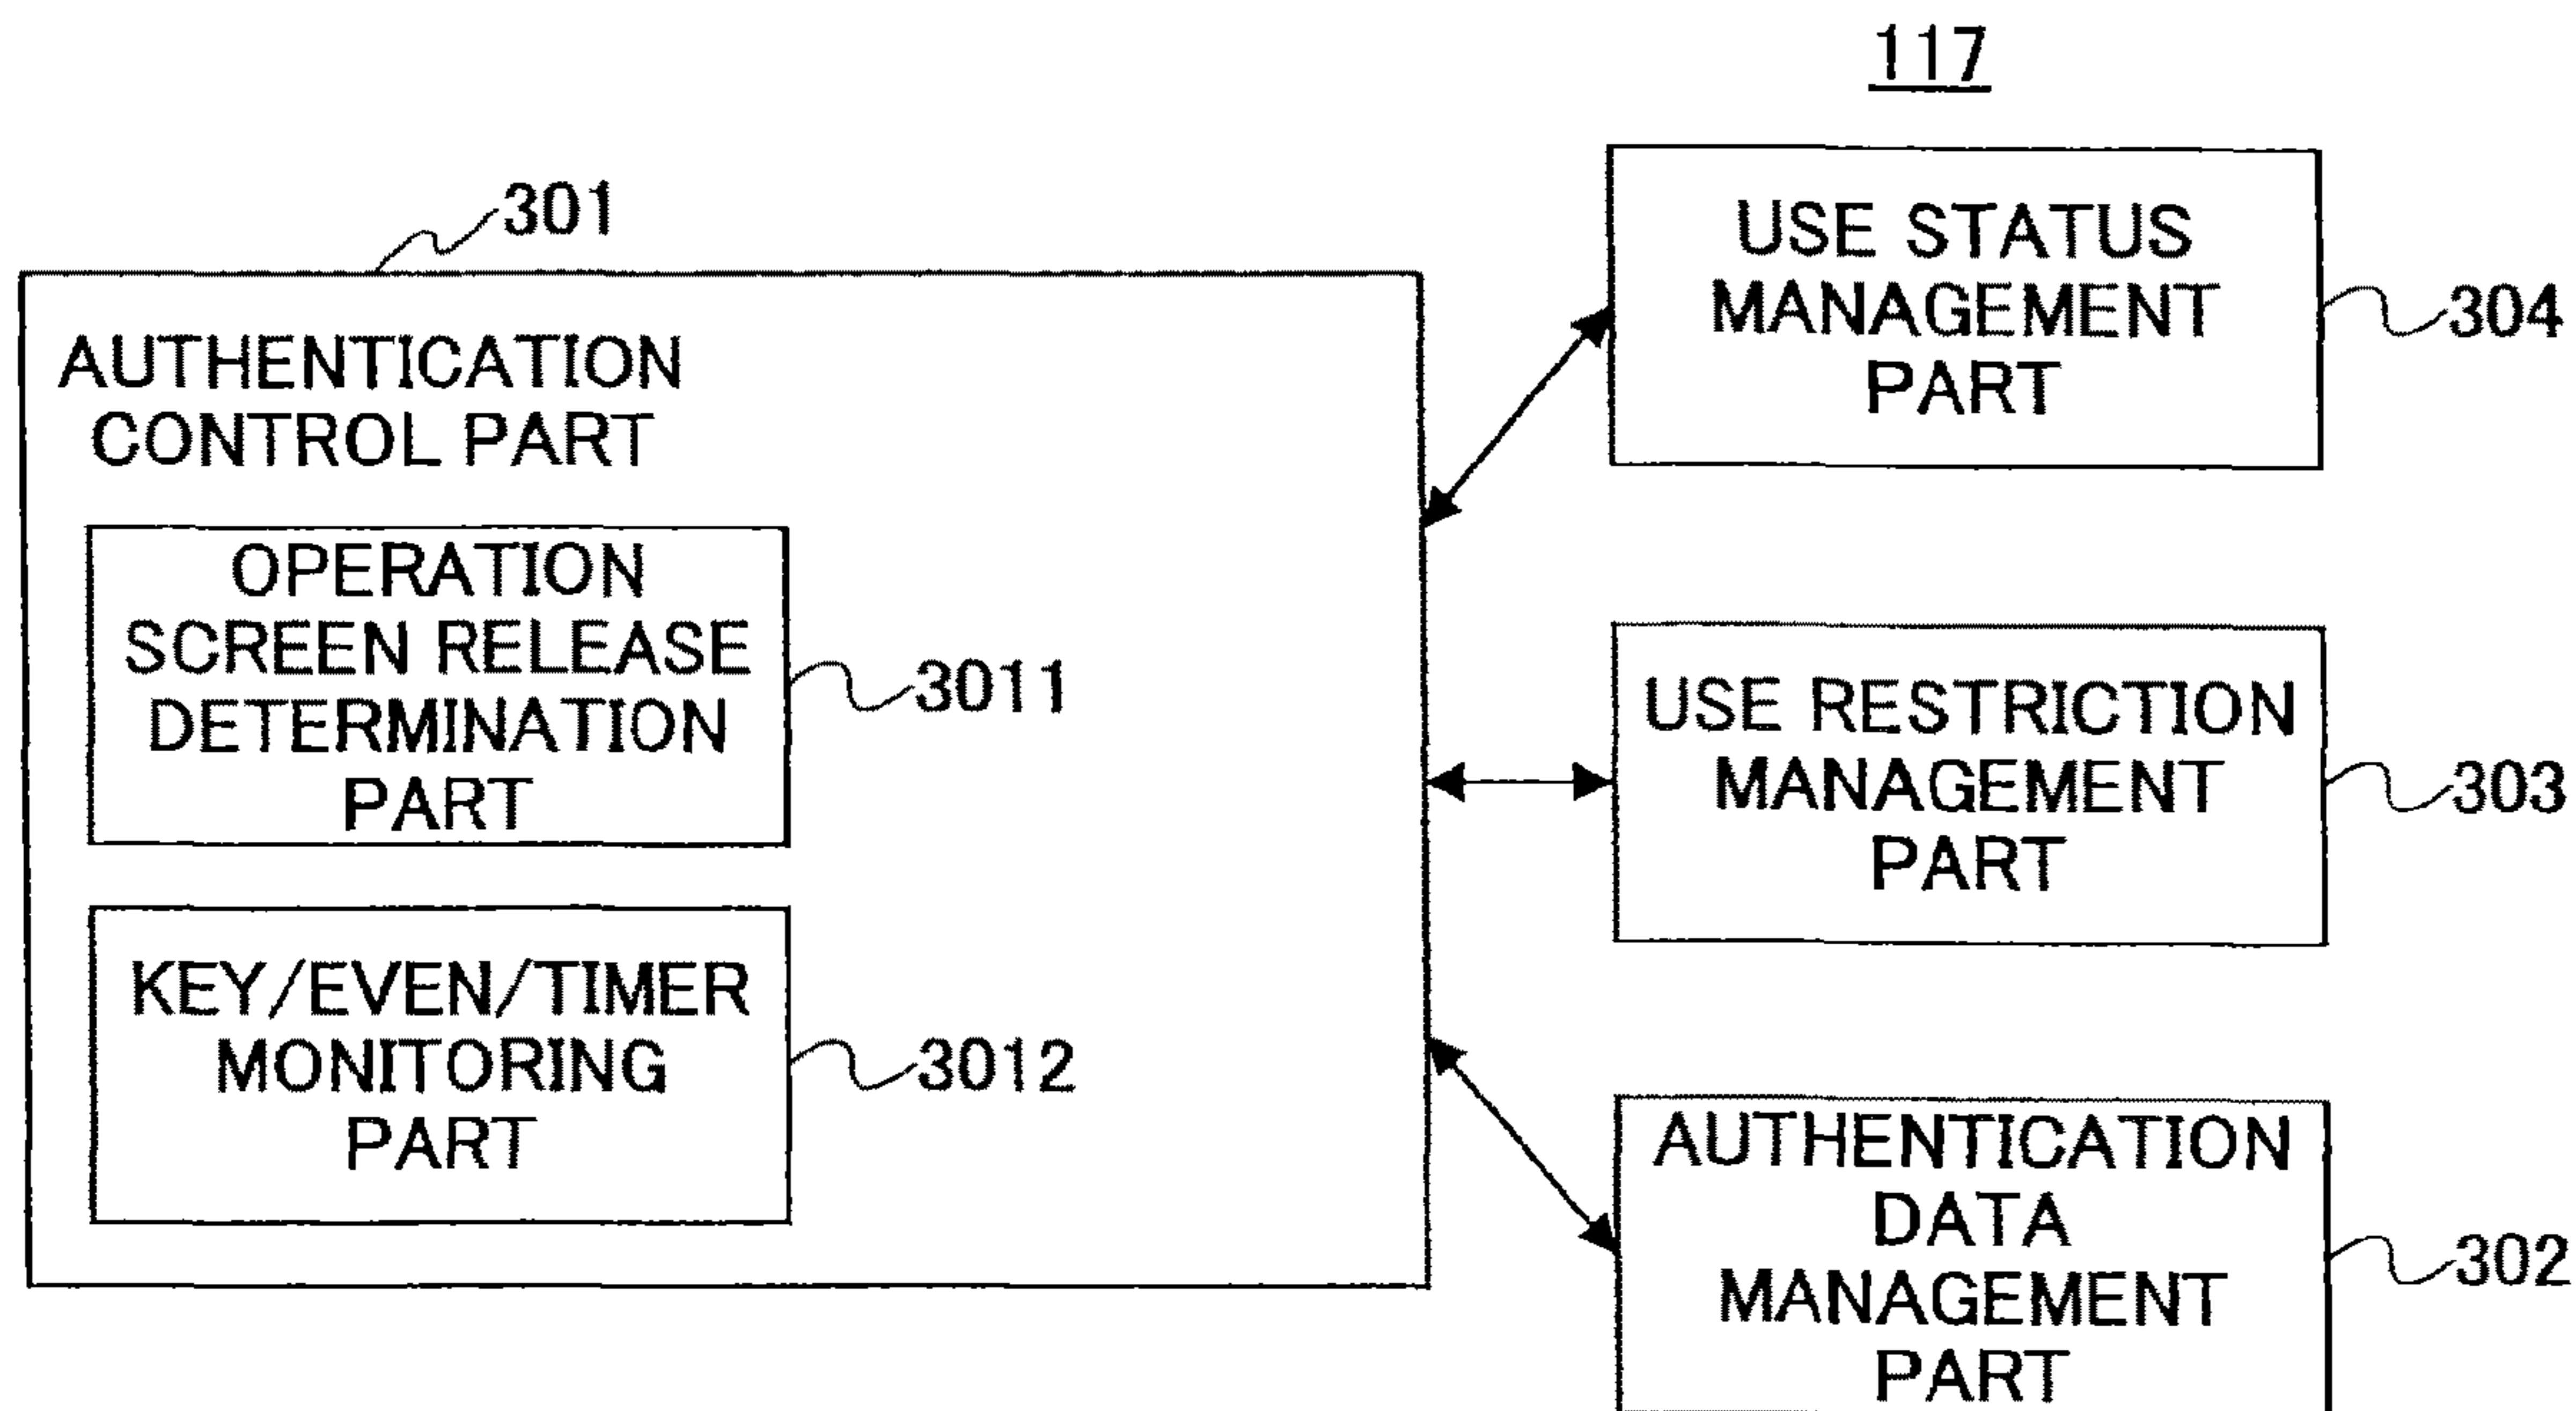 117
301
AUTHENTICATION
CONTROL PART
OPERATION
SCREEN RELEASE
DETERMINATION
PART
3011
KEY/EVEN/TIMER
MONITORING
PART
3012
USE STATUS
MANAGEMENT
PART
304
USE RESTRICTION
MANAGEMENT
PART
303
AUTHENTICATION
DATA
MANAGEMENT
PART
302